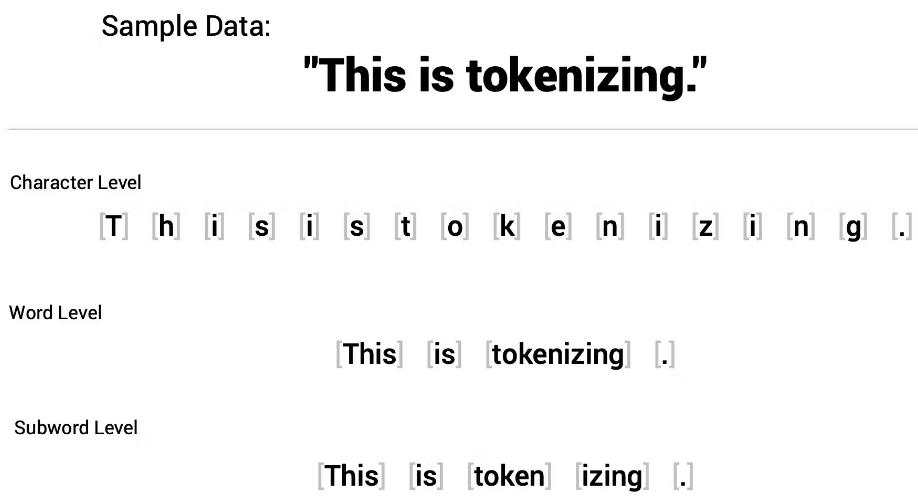 Sample Data:
"This is tokenizing."
Character Level
[T] [h] [i] [s] [i] [s] [t] [o] [k] [e] [n] [i] [z] [i] [n] [g] [.]
Word Level
[This] [is] [tokenizing] [.]
Subword Level
[This] [is] [token] [izing] [.]